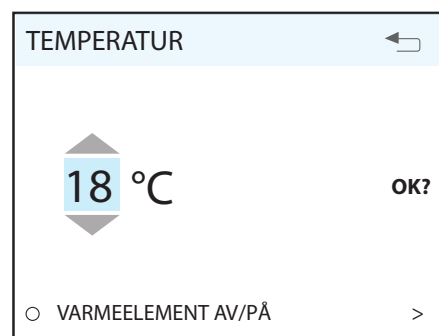 TEMPERATUR
18 °C
OK?
VARMEELEMENT AV/PÅ >